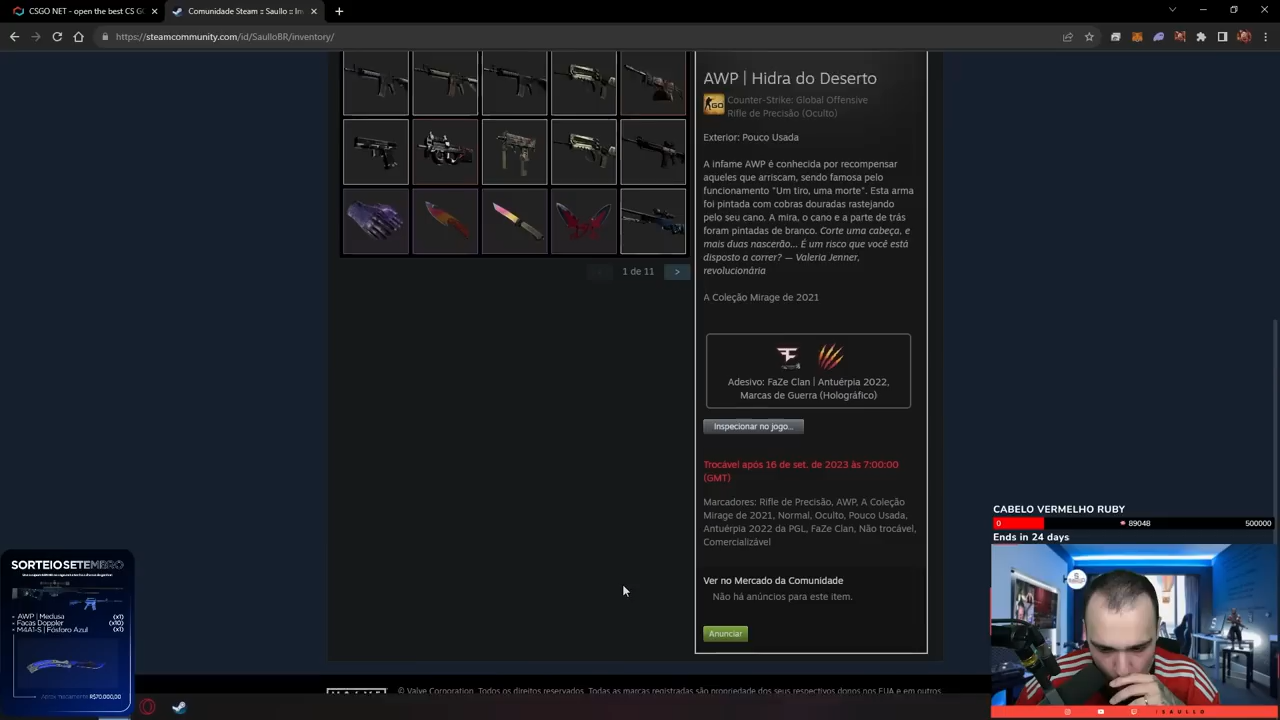 CSGO NET - open the best CS G
Comunidade Steam :: Saullo :: Inv
https://steamcommunity.com/id/SaulloBR/inventory/
AWP | Hidra do Deserto
Counter-Strike: Global Offensive
Rifle de Precisão (Oculto)
Exterior: Pouco Usada
A infame AWP é conhecida por recompensar
aqueles que arriscam, sendo famosa pelo
funcionamento "Um tiro, uma morte". Esta arma
foi pintada com cobras douradas rastejando
pelo seu cano. A mira, o cano e a parte de trás
foram pintadas de branco. Corte uma cabeça, e
mais duas nascerão... É um risco que você está
disposto a correr? — Valeria Jenner,
revolucionária
1 de 11
>
A Coleção Mirage de 2021
Adesivo: FaZe Clan | Antuérpia 2022,
Marcas de Guerra (Holográfico)
Inspecionar no jogo...
Trocável após 16 de set. de 2023 às 7:00:00
(GMT)
Marcadores: Rifle de Precisão, AWP, A Coleção
Mirage de 2021, Normal, Oculto, Pouco Usada,
Antuérpia 2022 da PGL, FaZe Clan, Não trocável,
Comercializável
Ver no Mercado da Comunidade
Não há anúncios para este item.
Anunciar
© Valve Corporation. Todos os direitos reservados. Todas as marcas registradas são propriedade dos seus respectivos donos nos EUA e em outros
CABELO VERMELHO RUBY
0 89048 500000
Ends in 24 days
SORTEIO SETEMBRO
AWP | Medusa (x1)
Facas Doppler (x10)
M4A1-S | Fósforo Azul (x1)
R$70.000,00
SAULLO